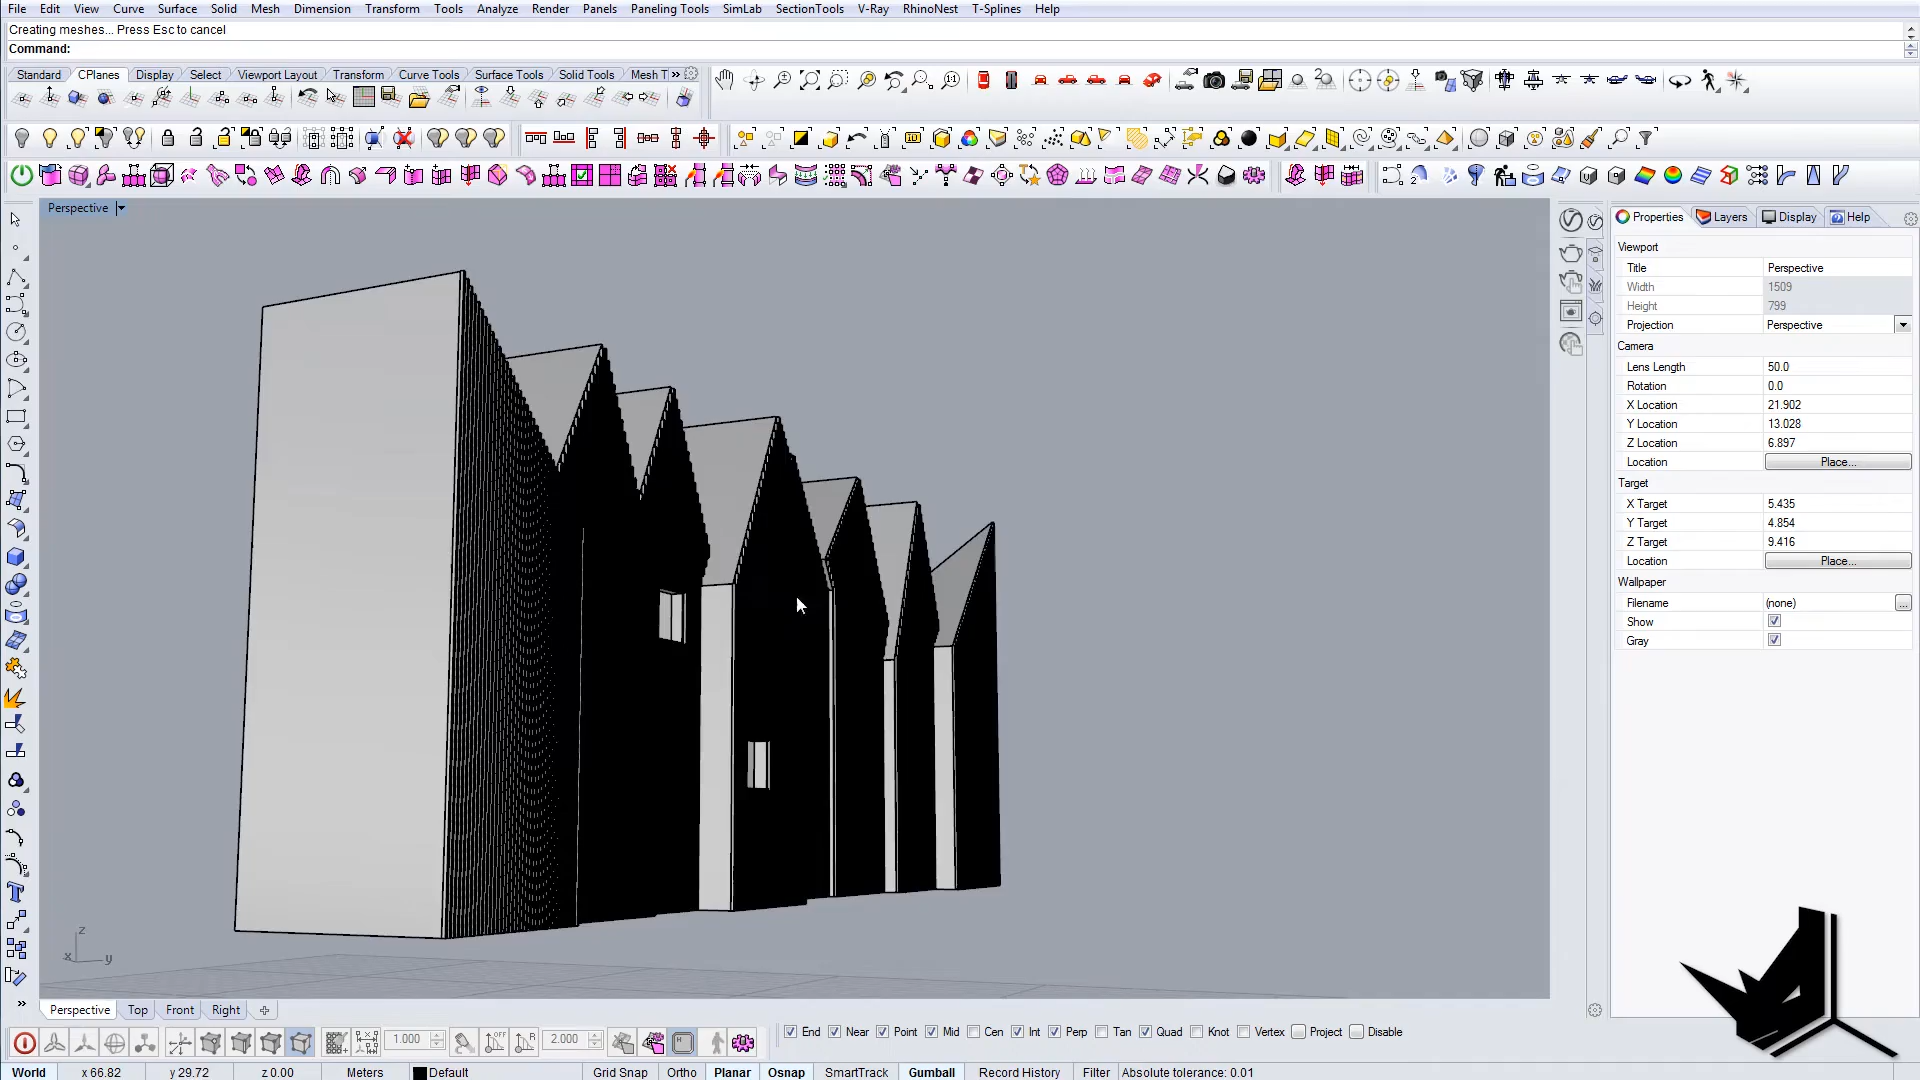 File Edit View Curve Surface Solid Mesh Dimension Transform Tools Analyze Render Panels Paneling Tools SimLab SectionTools V-Ray RhinoNest T-Splines Help
Creating meshes... Press Esc to cancel
Command:
Standard CPlanes Display Select Viewport Layout Transform Curve Tools Surface Tools Solid Tools Mesh T »
Perspective
Properties Layers Display Help
Viewport
Title Perspective
Width 1509
Height 799
Projection Perspective
Camera
Lens Length 50.0
Rotation 0.0
X Location 21.902
Y Location 13.028
Z Location 6.897
Location Place...
Target
X Target 5.435
Y Target 4.854
Z Target 9.416
Location Place...
Wallpaper
Filename (none) ...
Show
Gray
z
x y
Perspective Top Front Right
1.000 2.000
End Near Point Mid Cen Int Perp Tan Quad Knot Vertex Project Disable
World x 66.82 y 29.72 z 0.00 Meters Default Grid Snap Ortho Planar Osnap SmartTrack Gumball Record History Filter Absolute tolerance: 0.01